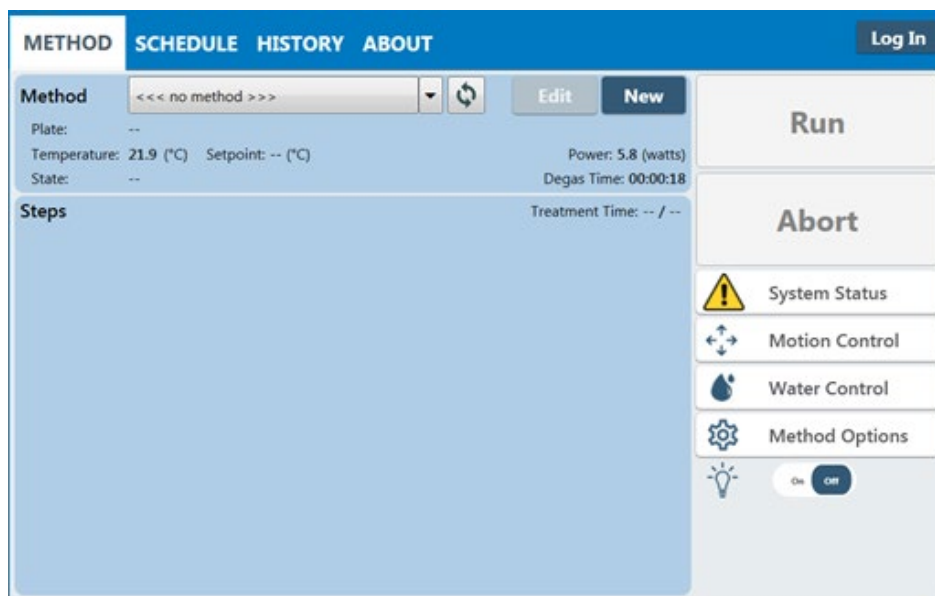 METHOD SCHEDULE HISTORY ABOUT Log In
Method <<< no method >>> Edit New
Plate: --
Temperature: 21.9 (°C) Setpoint: -- (°C) Power: 5.8 (watts)
State: -- Degas Time: 00:00:18
Steps Treatment Time: -- / --
Run
Abort
System Status
Motion Control
Water Control
Method Options
On Off